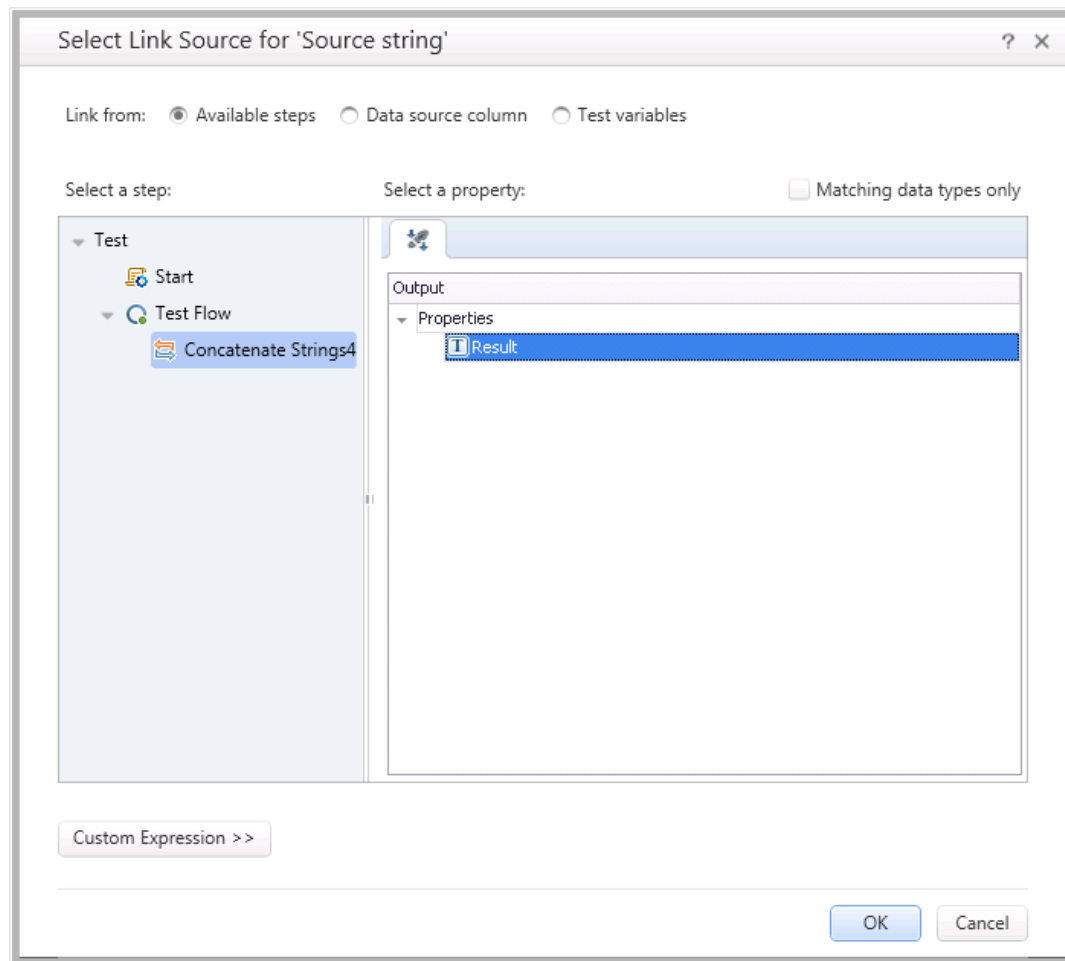 Select Link Source for 'Source string'
? ×
Link from: Available steps Data source column Test variables
Select a step: Select a property: Matching data types only
Test
Start
Test Flow
Concatenate Strings4
Output
Properties
T Result
Custom Expression >>
OK Cancel